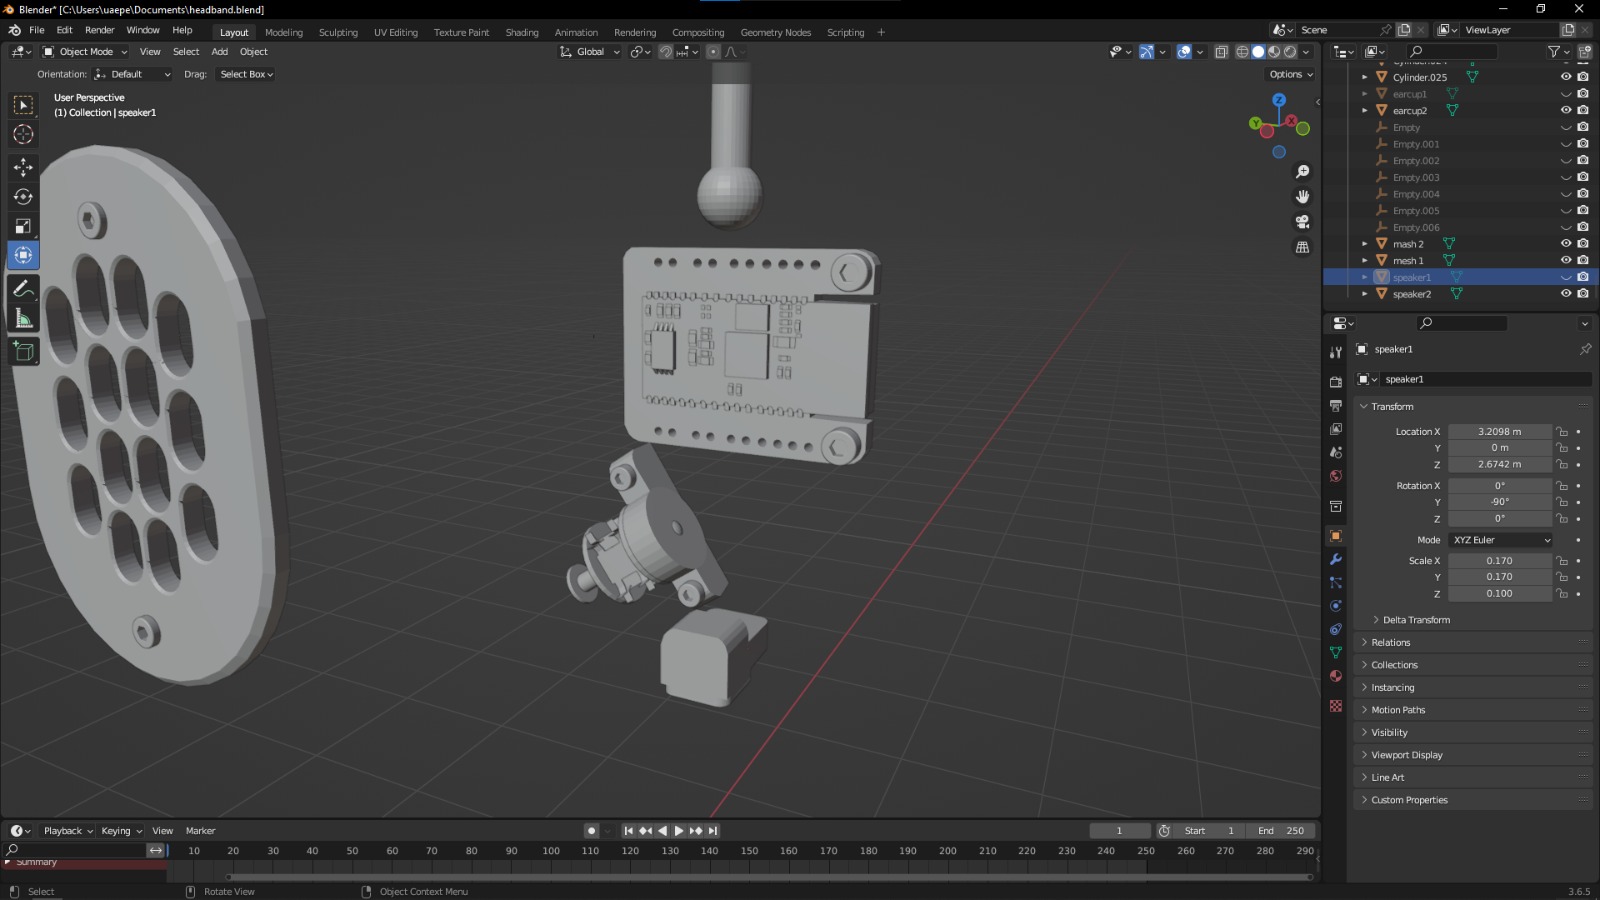 Blender* [C:\Users\uaepe\Documents\headband.blend]
File Edit Render Window Help Layout Modeling Sculpting UV Editing Texture Paint Shading Animation Rendering Compositing Geometry Nodes Scripting + Scene ViewLayer
Object Mode View Select Add Object Global
Orientation: Default Drag: Select Box Options
User Perspective
(1) Collection | speaker1
Z
Y
X
Cylinder.025
earcup1
earcup2
Empty
Empty.001
Empty.002
Empty.003
Empty.004
Empty.005
Empty.006
mash 2
mesh 1
speaker1
speaker2
speaker1
speaker1
Transform
Location X 3.2098 m
Y 0 m
Z 2.6742 m
Rotation X 0°
Y -90°
Z 0°
Mode XYZ Euler
Scale X 0.170
Y 0.170
Z 0.100
Delta Transform
Relations
Collections
Instancing
Motion Paths
Visibility
Viewport Display
Line Art
Custom Properties
Playback Keying View Marker 1 Start 1 End 250
10 20 30 40 50 60 70 80 90 100 110 120 130 140 150 160 170 180 190 200 210 220 230 240 250 260 270 280 290
Summary
Select Rotate View Object Context Menu 3.6.5